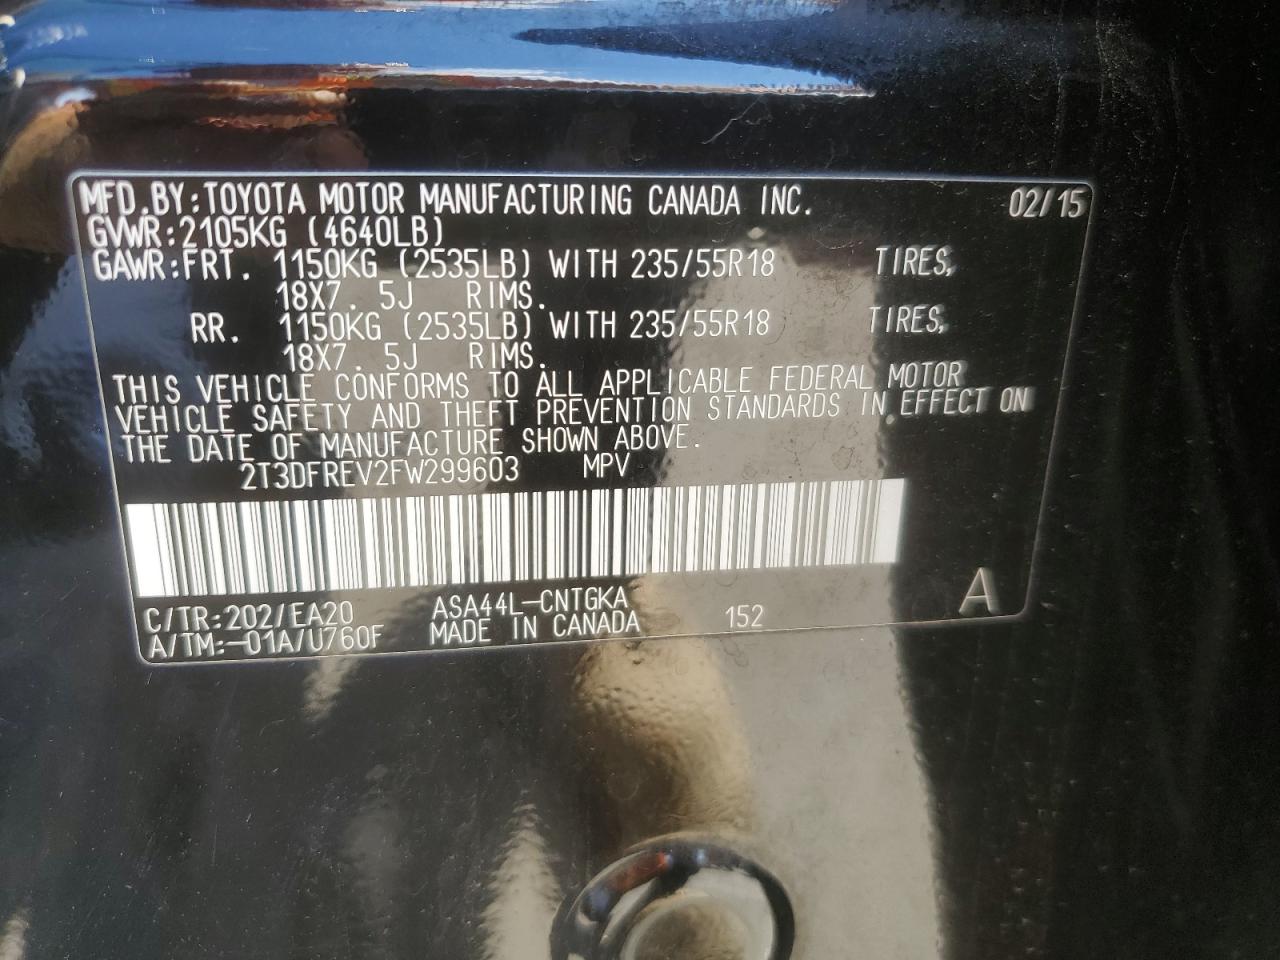 MFD.BY:TOYOTA MOTOR MANUFACTURING CANADA INC. 02/15
GVWR:2105KG (4640LB)
GAWR:FRT. 1150KG (2535LB) WITH 235/55R18 TIRES,
18X7.5J RIMS.
RR. 1150KG (2535LB) WITH 235/55R18 TIRES,
18X7.5J RIMS.
THIS VEHICLE CONFORMS TO ALL APPLICABLE FEDERAL MOTOR
VEHICLE SAFETY AND THEFT PREVENTION STANDARDS IN EFFECT ON
THE DATE OF MANUFACTURE SHOWN ABOVE.
2T3DFREV2FW299603 MPV
C/TR:202/EA20 ASA44L-CNTGKA 152 A
A/TM:-01A/U760F MADE IN CANADA